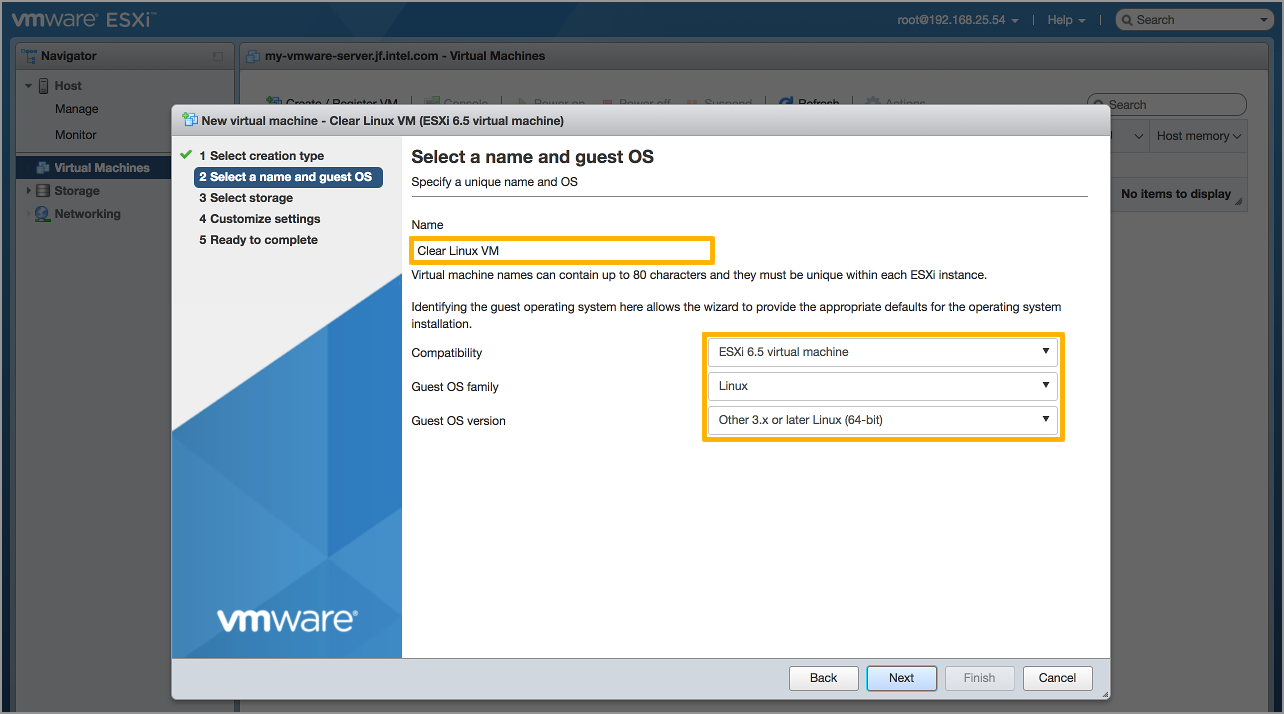 vmware ESXi™
root@192.168.25.54 | Help | Search
Navigator
my-vmware-server.jf.intel.com - Virtual Machines
Host
Manage
Monitor
Virtual Machines
Storage
Networking
Create / Register VM | Console | Power on Power off Suspend | Refresh | Actions
Search
Host memory
No items to display
New virtual machine - Clear Linux VM (ESXi 6.5 virtual machine)
1 Select creation type
2 Select a name and guest OS
3 Select storage
4 Customize settings
5 Ready to complete
vmware®
Select a name and guest OS
Specify a unique name and OS
Name
Clear Linux VM
Virtual machine names can contain up to 80 characters and they must be unique within each ESXi instance.
Identifying the guest operating system here allows the wizard to provide the appropriate defaults for the operating system
installation.
Compatibility
ESXi 6.5 virtual machine
Guest OS family
Linux
Guest OS version
Other 3.x or later Linux (64-bit)
Back Next Finish Cancel